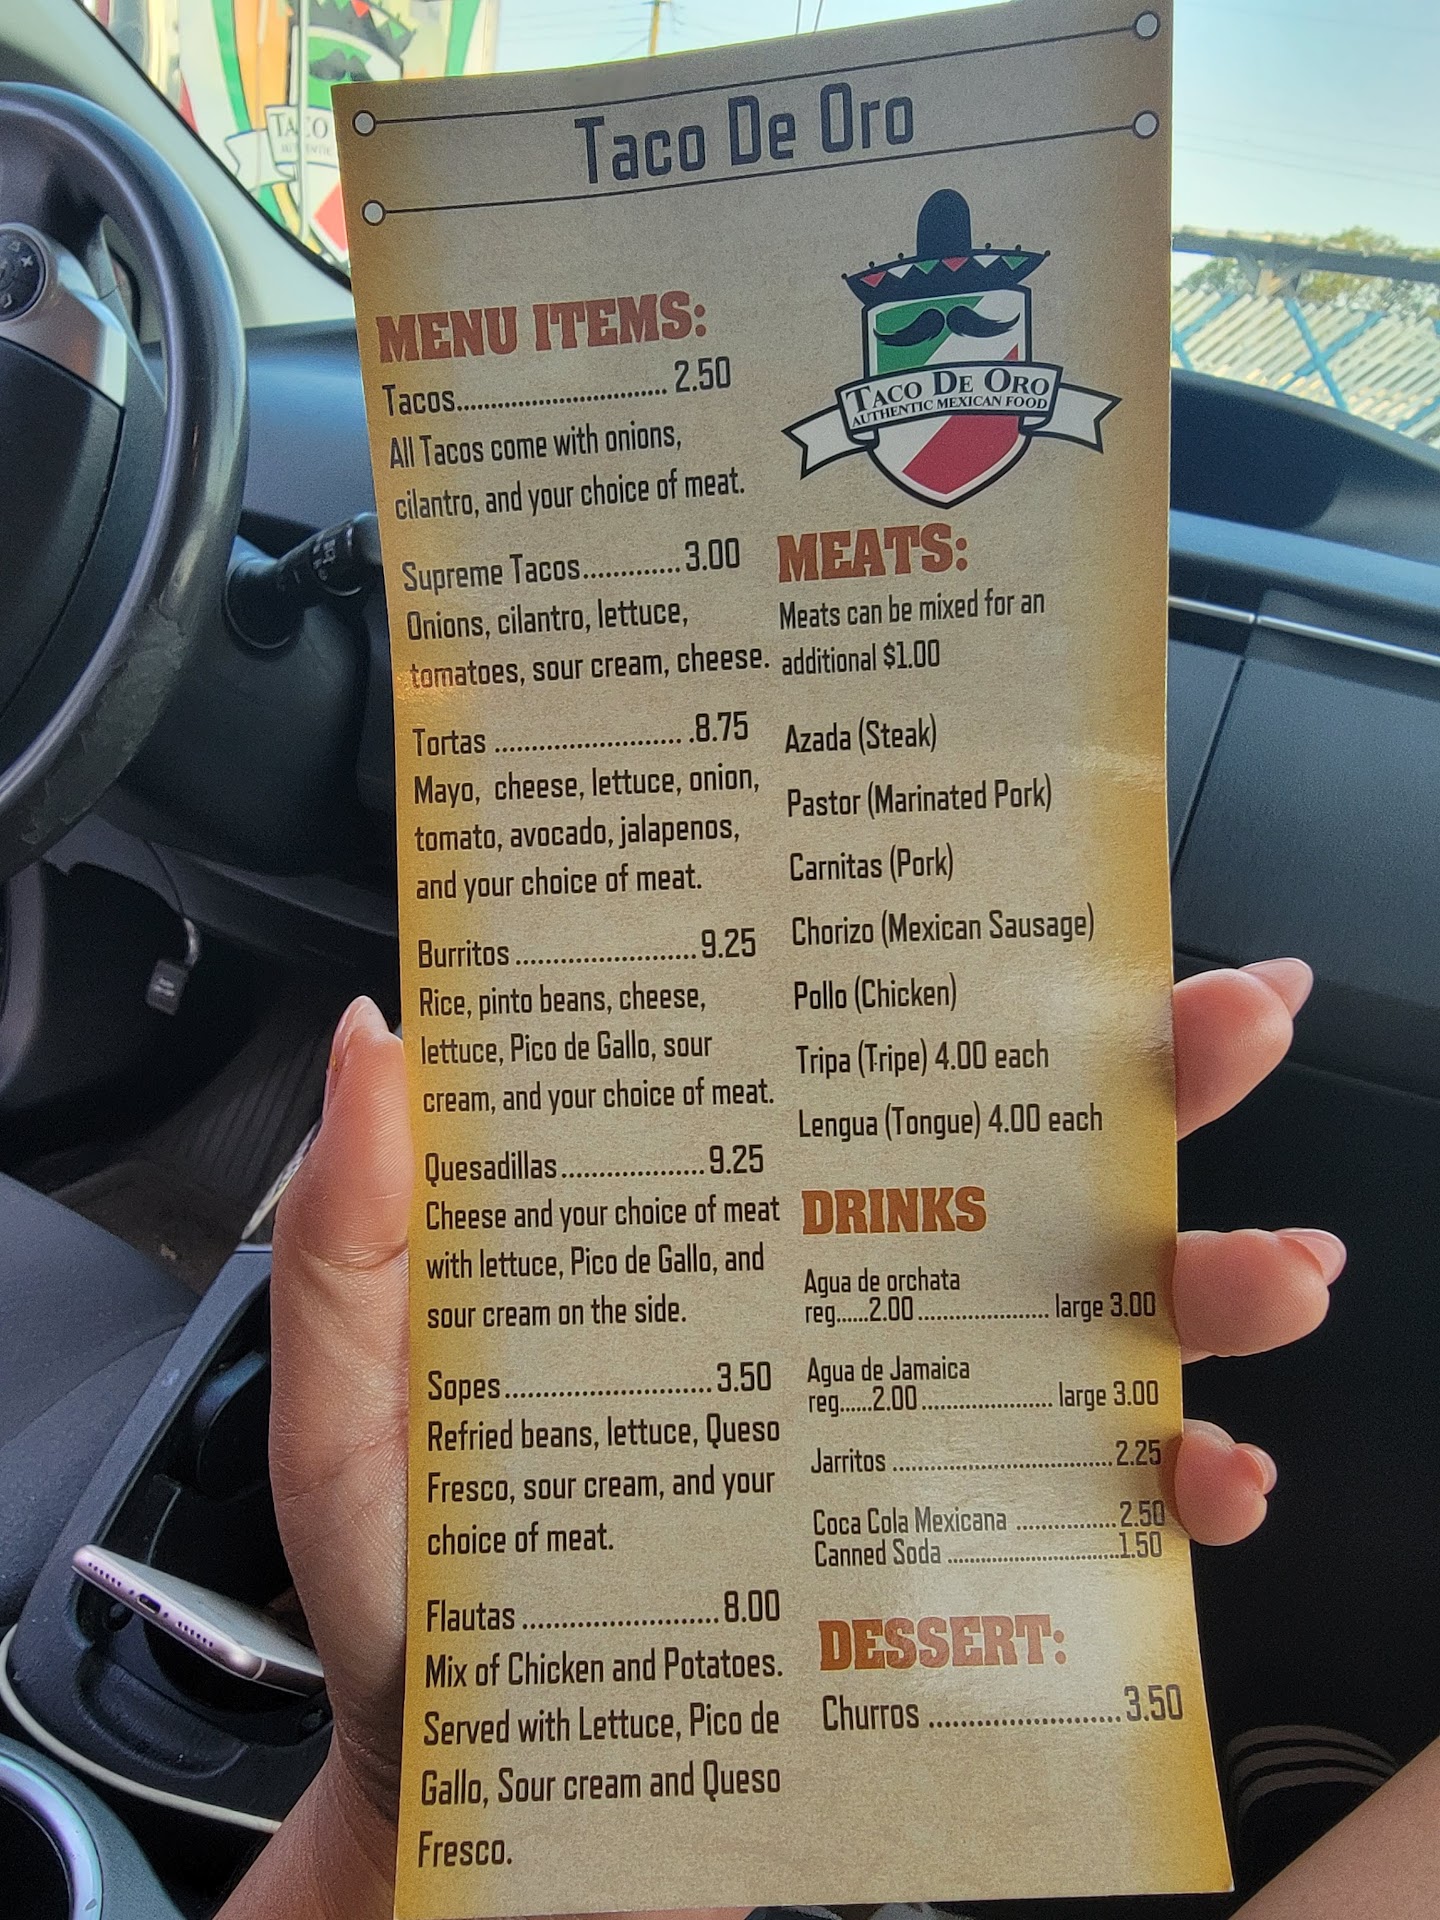 Taco De Oro
MENU ITEMS:
Tacos............................. 2.50
All Tacos come with onions,
cilantro, and your choice of meat.
Supreme Tacos............. 3.00
Onions, cilantro, lettuce,
tomatoes, sour cream, cheese.
Tortas .......................... .8.75
Mayo, cheese, lettuce, onion,
tomato, avocado, jalapenos,
and your choice of meat.
Burritos ......................... 9.25
Rice, pinto beans, cheese,
lettuce, Pico de Gallo, sour
cream, and your choice of meat.
Quesadillas................... 9.25
Cheese and your choice of meat
with lettuce, Pico de Gallo, and
sour cream on the side.
Sopes............................ 3.50
Refried beans, lettuce, Queso
Fresco, sour cream, and your
choice of meat.
Flautas .......................... 8.00
Mix of Chicken and Potatoes.
Served with Lettuce, Pico de
Gallo, Sour cream and Queso
Fresco.
TACO DE ORO
AUTHENTIC MEXICAN FOOD
MEATS:
Meats can be mixed for an
additional $1.00
Azada (Steak)
Pastor (Marinated Pork)
Carnitas (Pork)
Chorizo (Mexican Sausage)
Pollo (Chicken)
Tripa (Tripe) 4.00 each
Lengua (Tongue) 4.00 each
DRINKS
Agua de orchata
reg......2.00 ..................... large 3.00
Agua de Jamaica
reg......2.00 ..................... large 3.00
Jarritos ................................... 2.25
Coca Cola Mexicana ................ 2.50
Canned Soda ............................. 1.50
DESSERT:
Churros .......................... 3.50
TACO